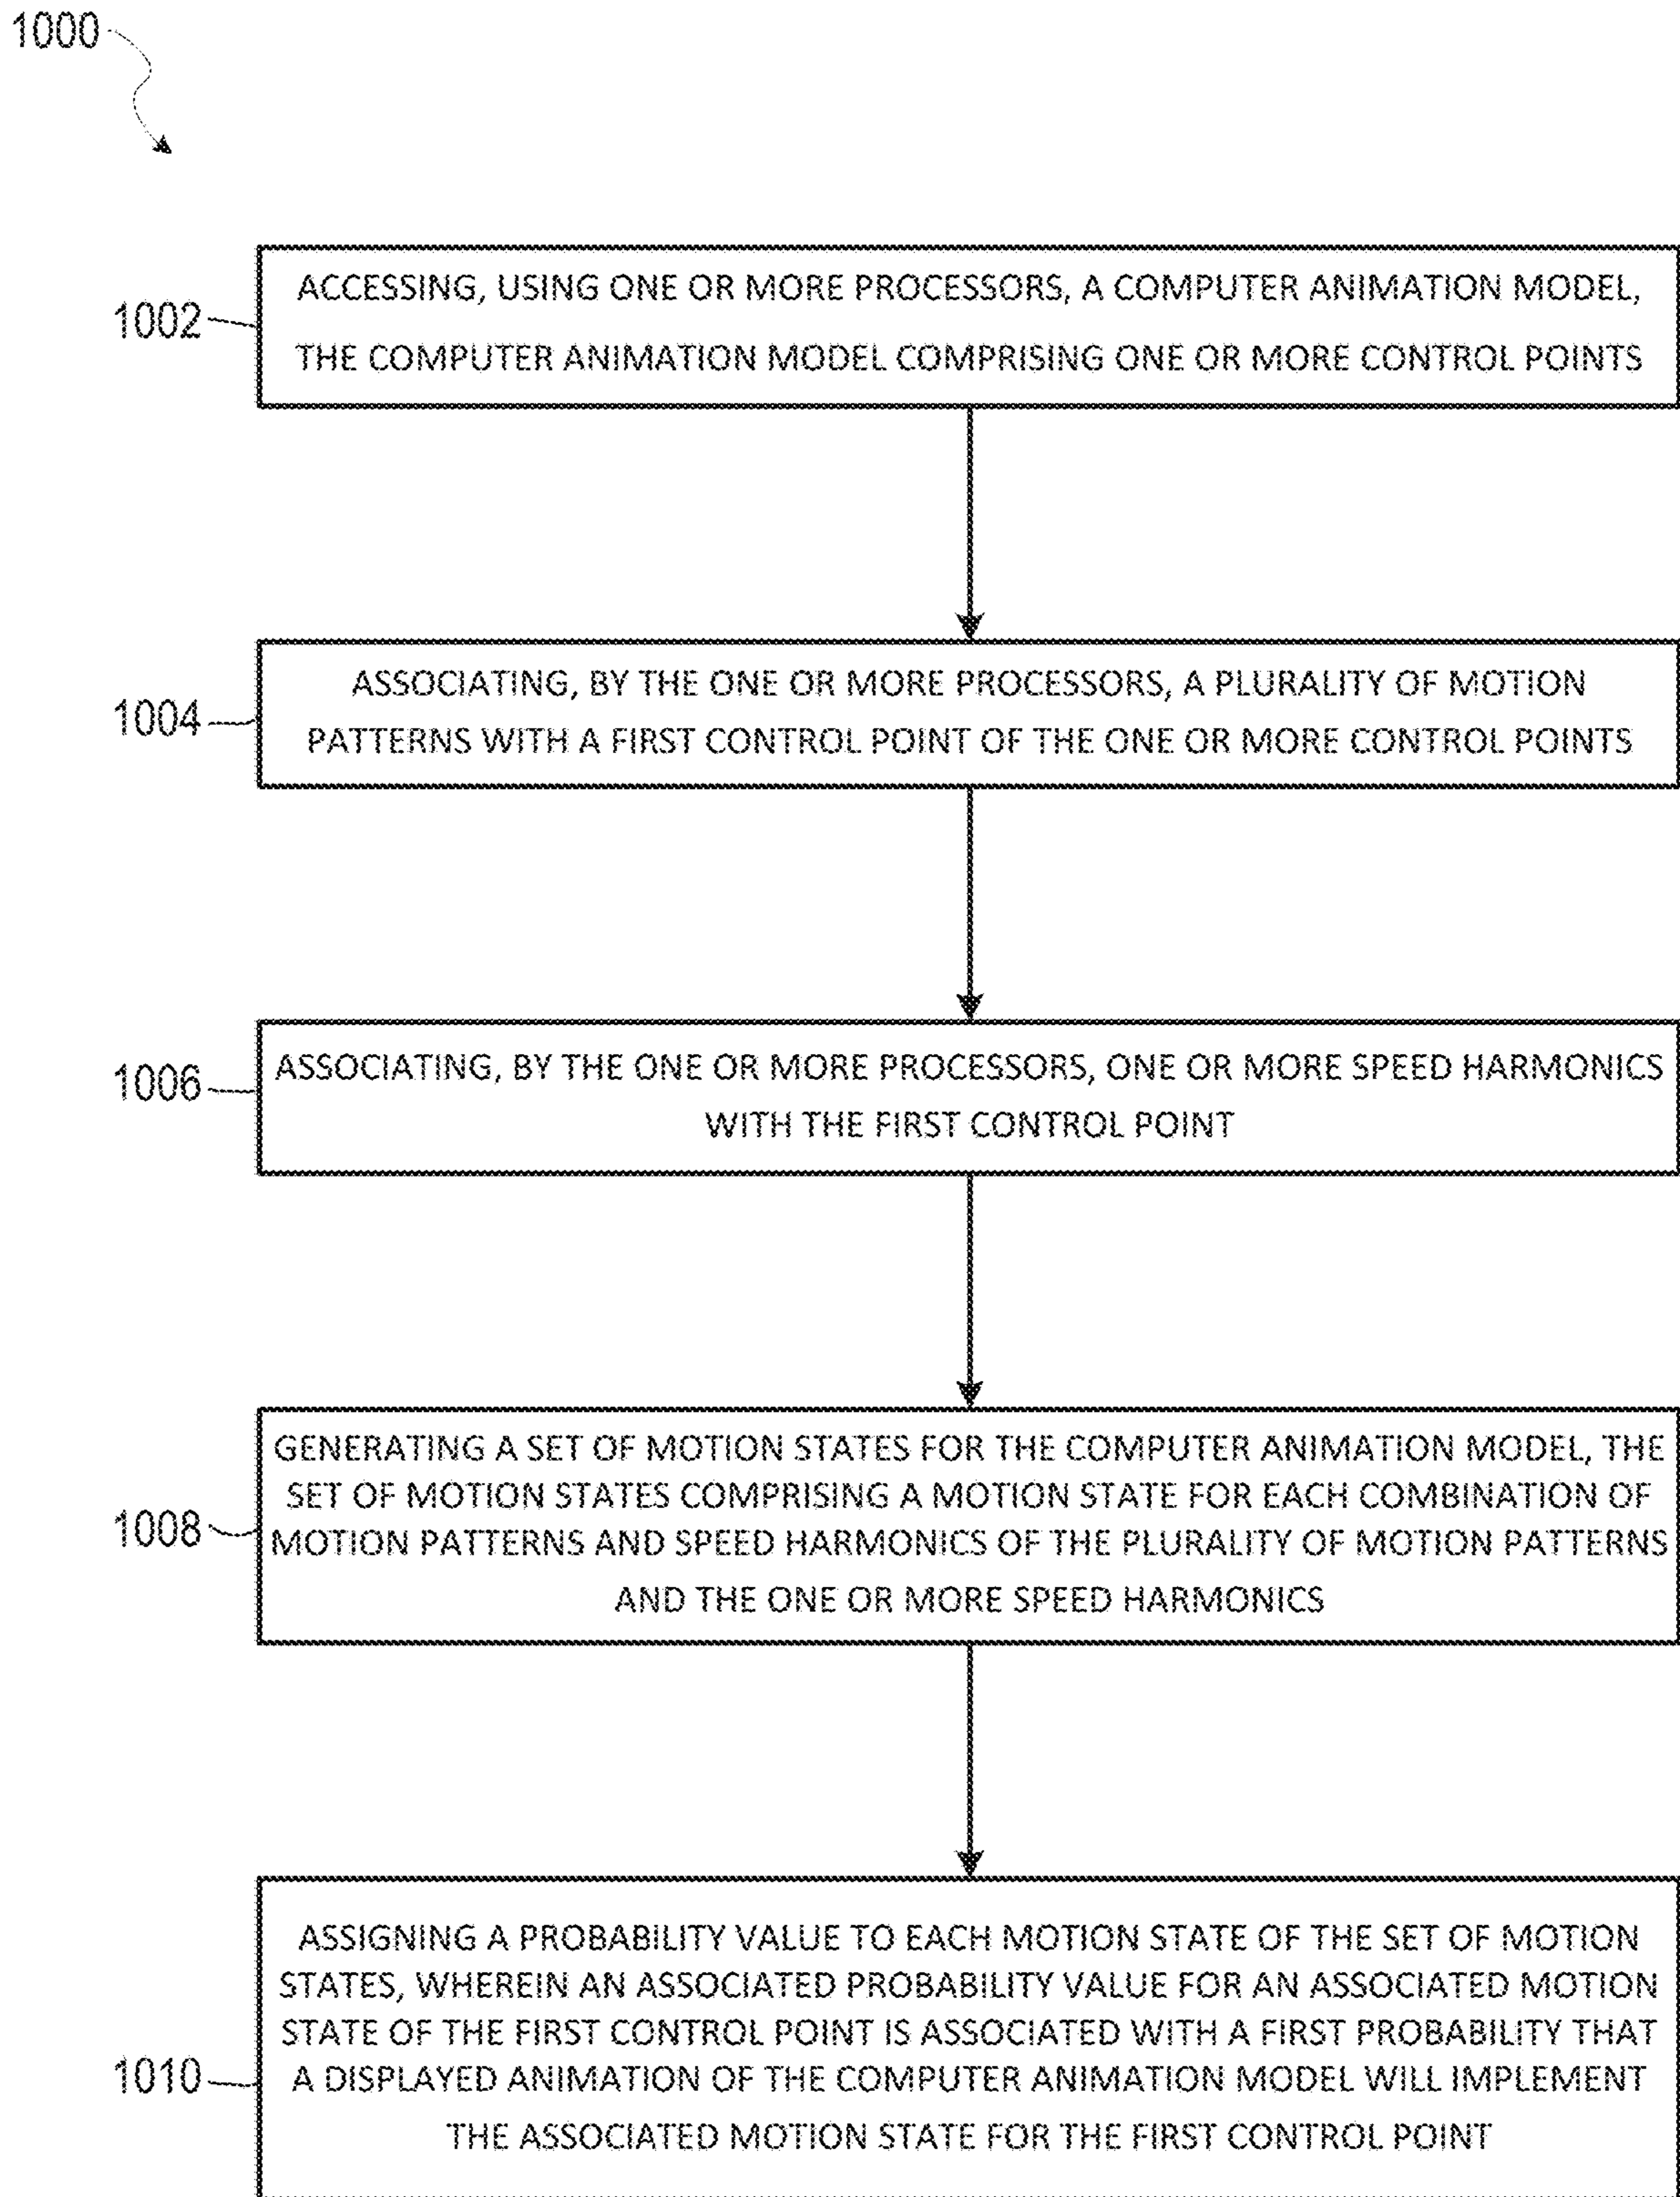 1000
1002
ACCESSING, USING ONE OR MORE PROCESSORS, A COMPUTER ANIMATION MODEL,
THE COMPUTER ANIMATION MODEL COMPRISING ONE OR MORE CONTROL POINTS
1004
ASSOCIATING, BY THE ONE OR MORE PROCESSORS, A PLURALITY OF MOTION
PATTERNS WITH A FIRST CONTROL POINT OF THE ONE OR MORE CONTROL POINTS
1006
ASSOCIATING, BY THE ONE OR MORE PROCESSORS, ONE OR MORE SPEED HARMONICS
WITH THE FIRST CONTROL POINT
1008
GENERATING A SET OF MOTION STATES FOR THE COMPUTER ANIMATION MODEL, THE
SET OF MOTION STATES COMPRISING A MOTION STATE FOR EACH COMBINATION OF
MOTION PATTERNS AND SPEED HARMONICS OF THE PLURALITY OF MOTION PATTERNS
AND THE ONE OR MORE SPEED HARMONICS
1010
ASSIGNING A PROBABILITY VALUE TO EACH MOTION STATE OF THE SET OF MOTION
STATES, WHEREIN AN ASSOCIATED PROBABILITY VALUE FOR AN ASSOCIATED MOTION
STATE OF THE FIRST CONTROL POINT IS ASSOCIATED WITH A FIRST PROBABILITY THAT
A DISPLAYED ANIMATION OF THE COMPUTER ANIMATION MODEL WILL IMPLEMENT
THE ASSOCIATED MOTION STATE FOR THE FIRST CONTROL POINT